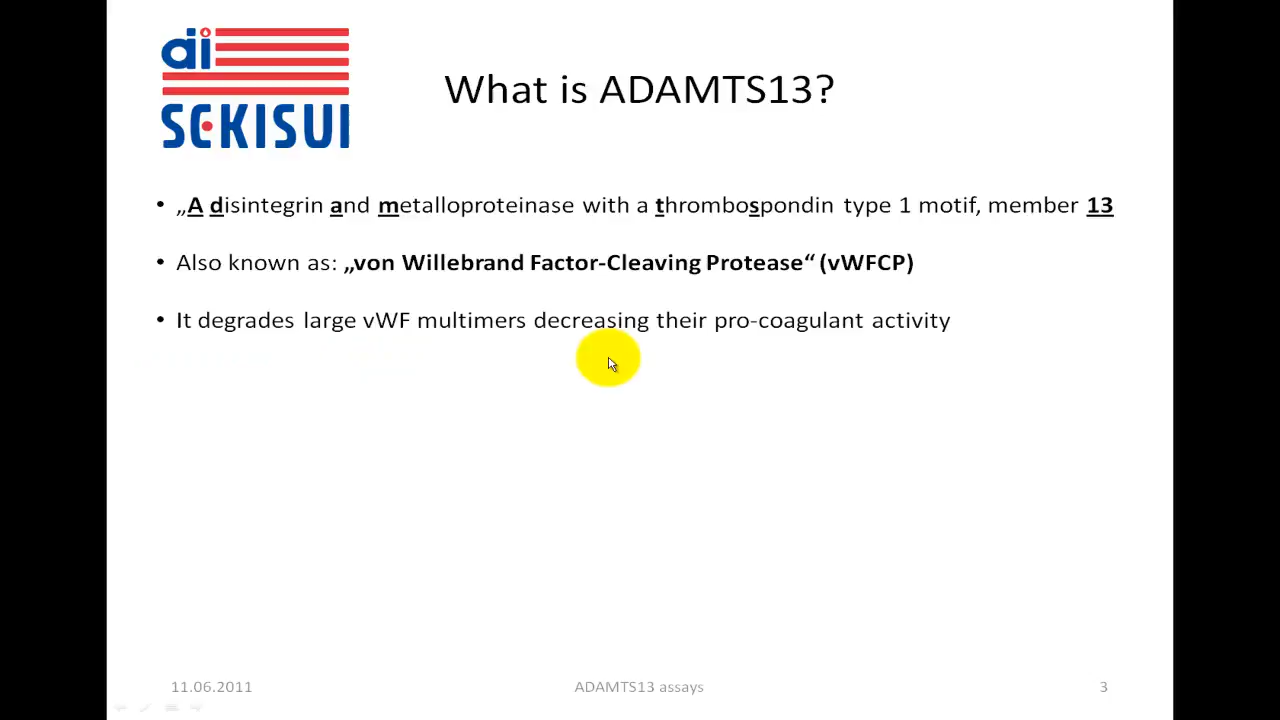 ai
SEKISUI
What is ADAMTS13?
• „A disintegrin and metalloproteinase with a thrombospondin type 1 motif, member 13
• Also known as: „von Willebrand Factor-Cleaving Protease“ (vWFCP)
• It degrades large vWF multimers decreasing their pro-coagulant activity
11.06.2011
ADAMTS13 assays
3